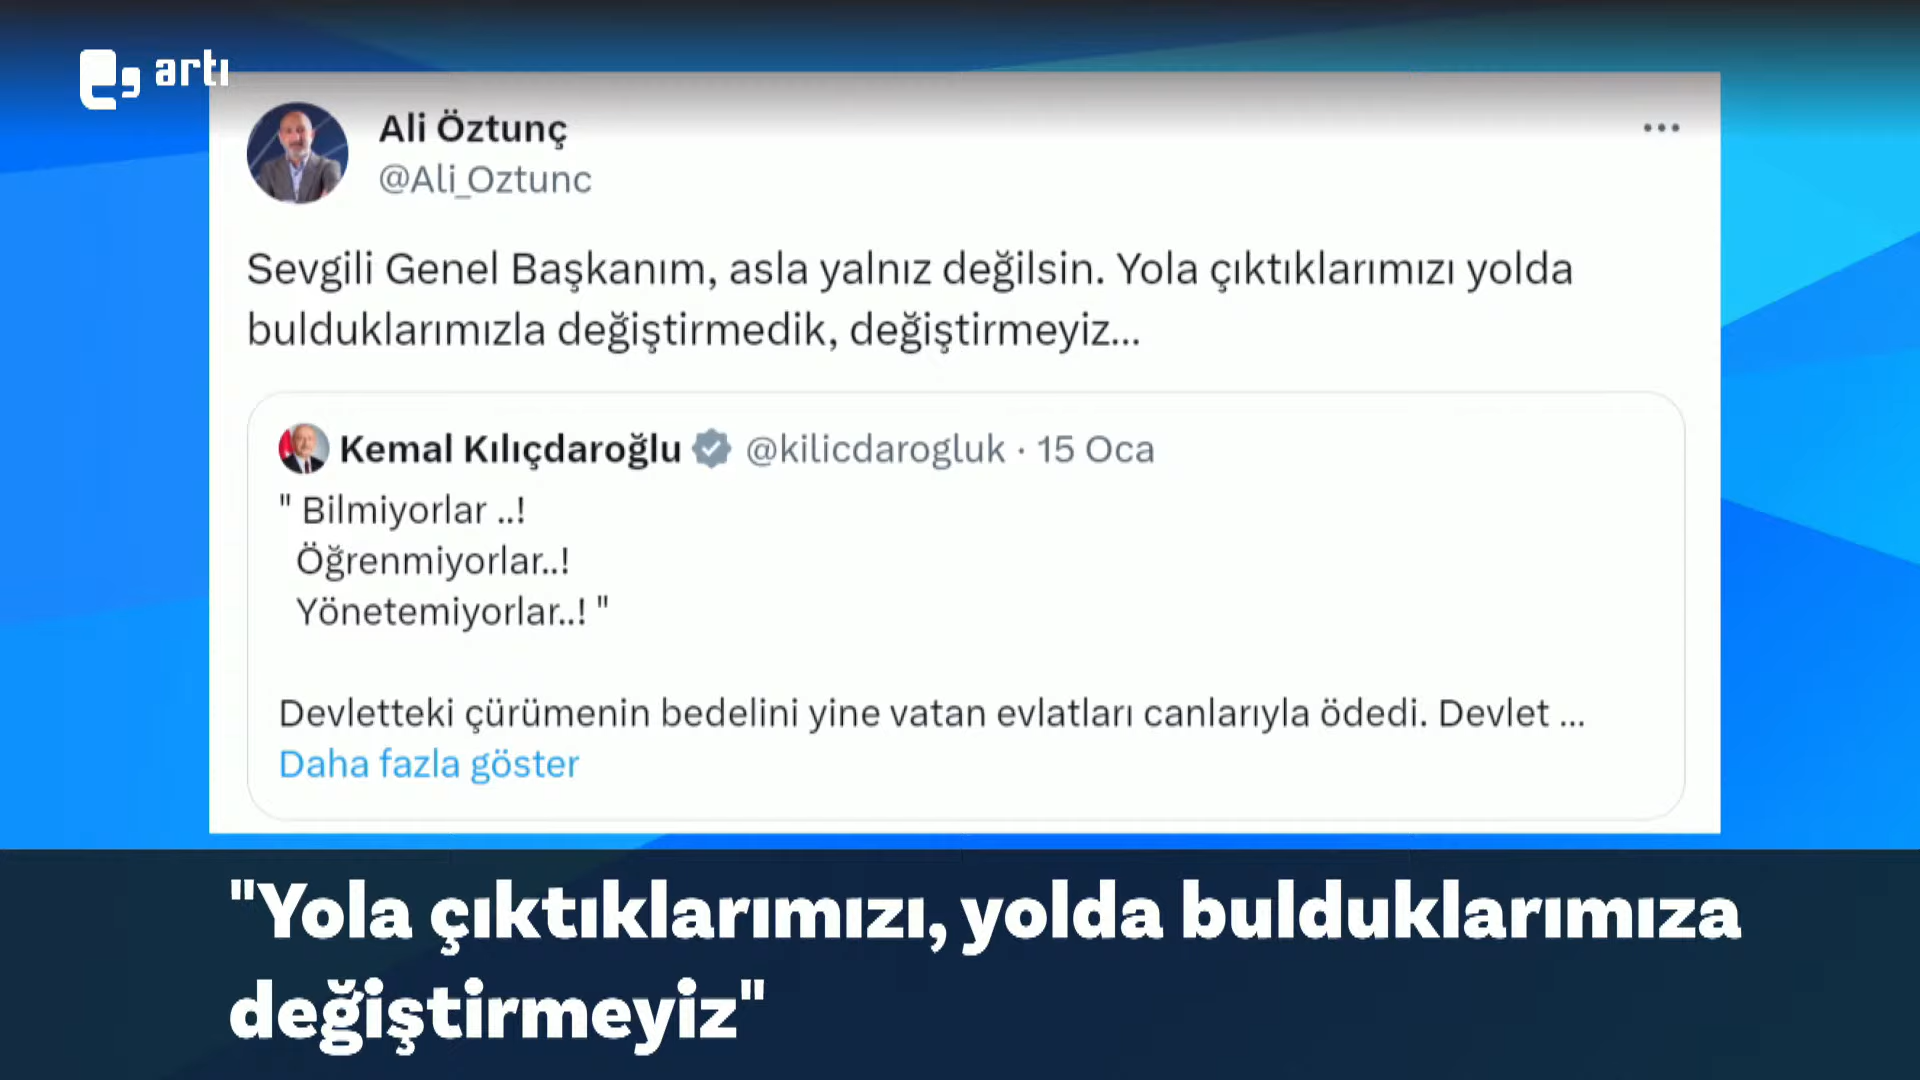 artı
Ali Öztunç
@Ali_Oztunc
Sevgili Genel Başkanım, asla yalnız değilsin. Yola çıktıklarımızı yolda
bulduklarımızla değiştirmedik, değiştirmeyiz...
Kemal Kılıçdaroğlu @kilicdarogluk · 15 Oca
" Bilmiyorlar ..!
Öğrenmiyorlar..!
Yönetemiyorlar..! "
Devletteki çürümenin bedelini yine vatan evlatları canlarıyla ödedi. Devlet ...
Daha fazla göster
"Yola çıktıklarımızı, yolda bulduklarımıza
değiştirmeyiz"